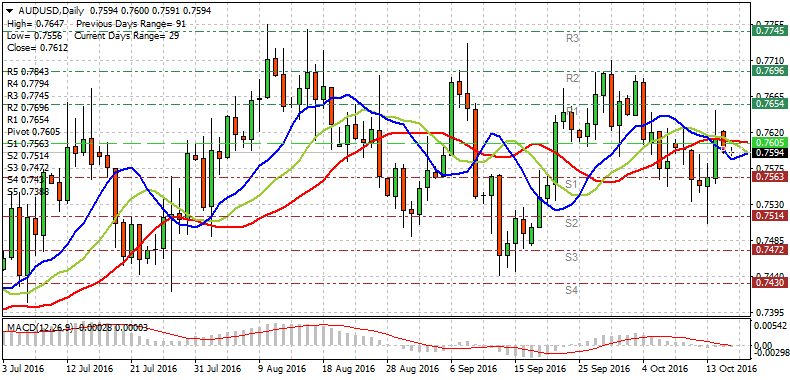 AUDUSD,Daily 0.7594 0.7600 0.7591 0.7594
High= 0.7647 Previous Days Range= 91
Low= 0.7556 Current Days Range= 29
Close= 0.7612
R5 0.7843
R4 0.7794
R3 0.7745
R2 0.7696
R1 0.7654
Pivot 0.7605
S1 0.7563
S2 0.7514
S3 0.7472
S5 0.7388
R3
R2
R1
S1
S2
S3
S4
0.7755
0.7745
0.7710
0.7696
0.7654
0.7620
0.7605
0.7594
0.7575
0.7563
0.7514
0.7485
0.7472
0.7440
0.7430
0.7395
MACD(12,26,9) -0.00028 0.00003
0.00542
0.00
-0.00298
3 Jul 2016
12 Jul 2016
21 Jul 2016
31 Jul 2016
9 Aug 2016
18 Aug 2016
28 Aug 2016
6 Sep 2016
15 Sep 2016
25 Sep 2016
4 Oct 2016
13 Oct 2016